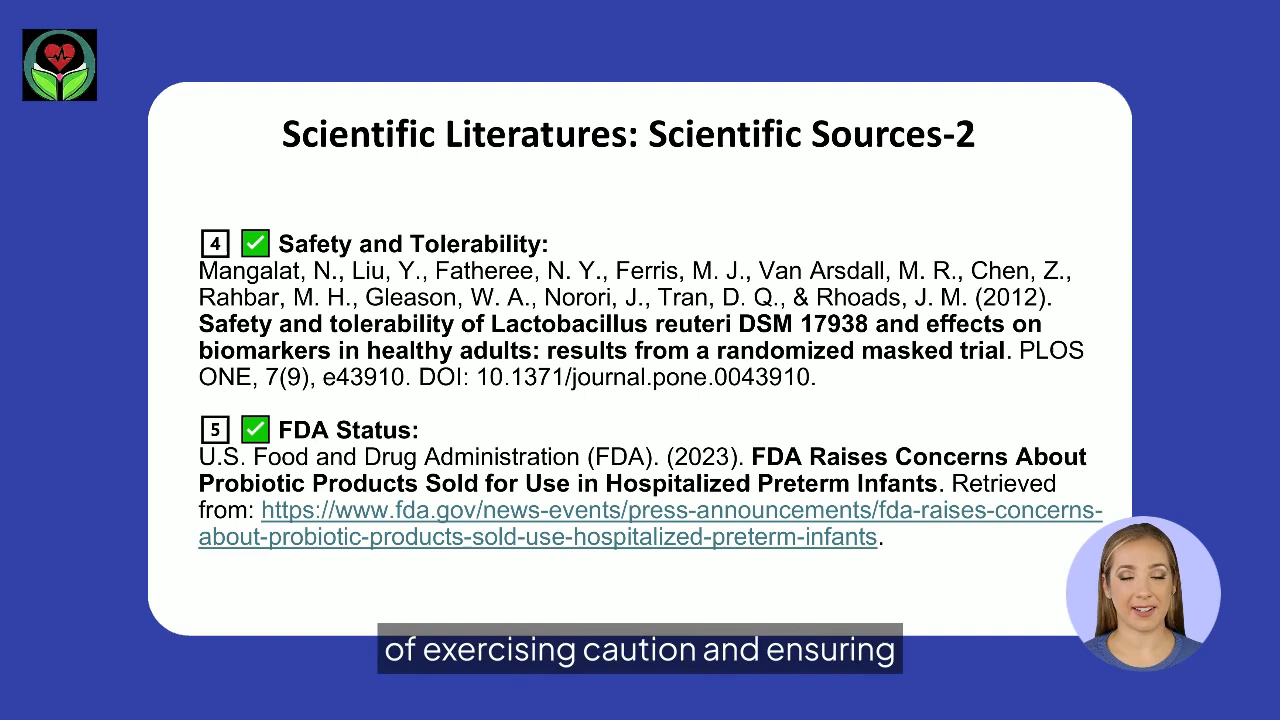 Scientific Literatures: Scientific Sources-2
4 ✅ Safety and Tolerability:
Mangalat, N., Liu, Y., Fatheree, N. Y., Ferris, M. J., Van Arsdall, M. R., Chen, Z.,
Rahbar, M. H., Gleason, W. A., Norori, J., Tran, D. Q., & Rhoads, J. M. (2012).
Safety and tolerability of Lactobacillus reuteri DSM 17938 and effects on
biomarkers in healthy adults: results from a randomized masked trial. PLOS
ONE, 7(9), e43910. DOI: 10.1371/journal.pone.0043910.
5 ✅ FDA Status:
U.S. Food and Drug Administration (FDA). (2023). FDA Raises Concerns About
Probiotic Products Sold for Use in Hospitalized Preterm Infants. Retrieved
from: https://www.fda.gov/news-events/press-announcements/fda-raises-concerns-
about-probiotic-products-sold-use-hospitalized-preterm-infants.
of exercising caution and ensuring